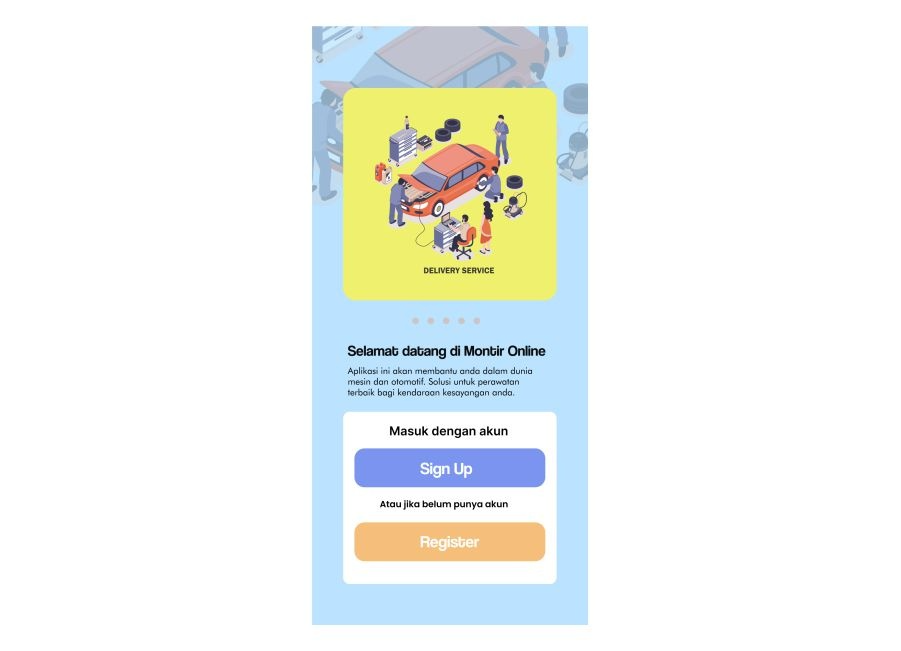 DELIVERY SERVICE
Selamat datang di Montir Online
Aplikasi ini akan membantu anda dalam dunia
mesin dan otomotif. Solusi untuk perawatan
terbaik bagi kendaraan kesayangan anda.
Masuk dengan akun
Sign Up
Atau jika belum punya akun
Register